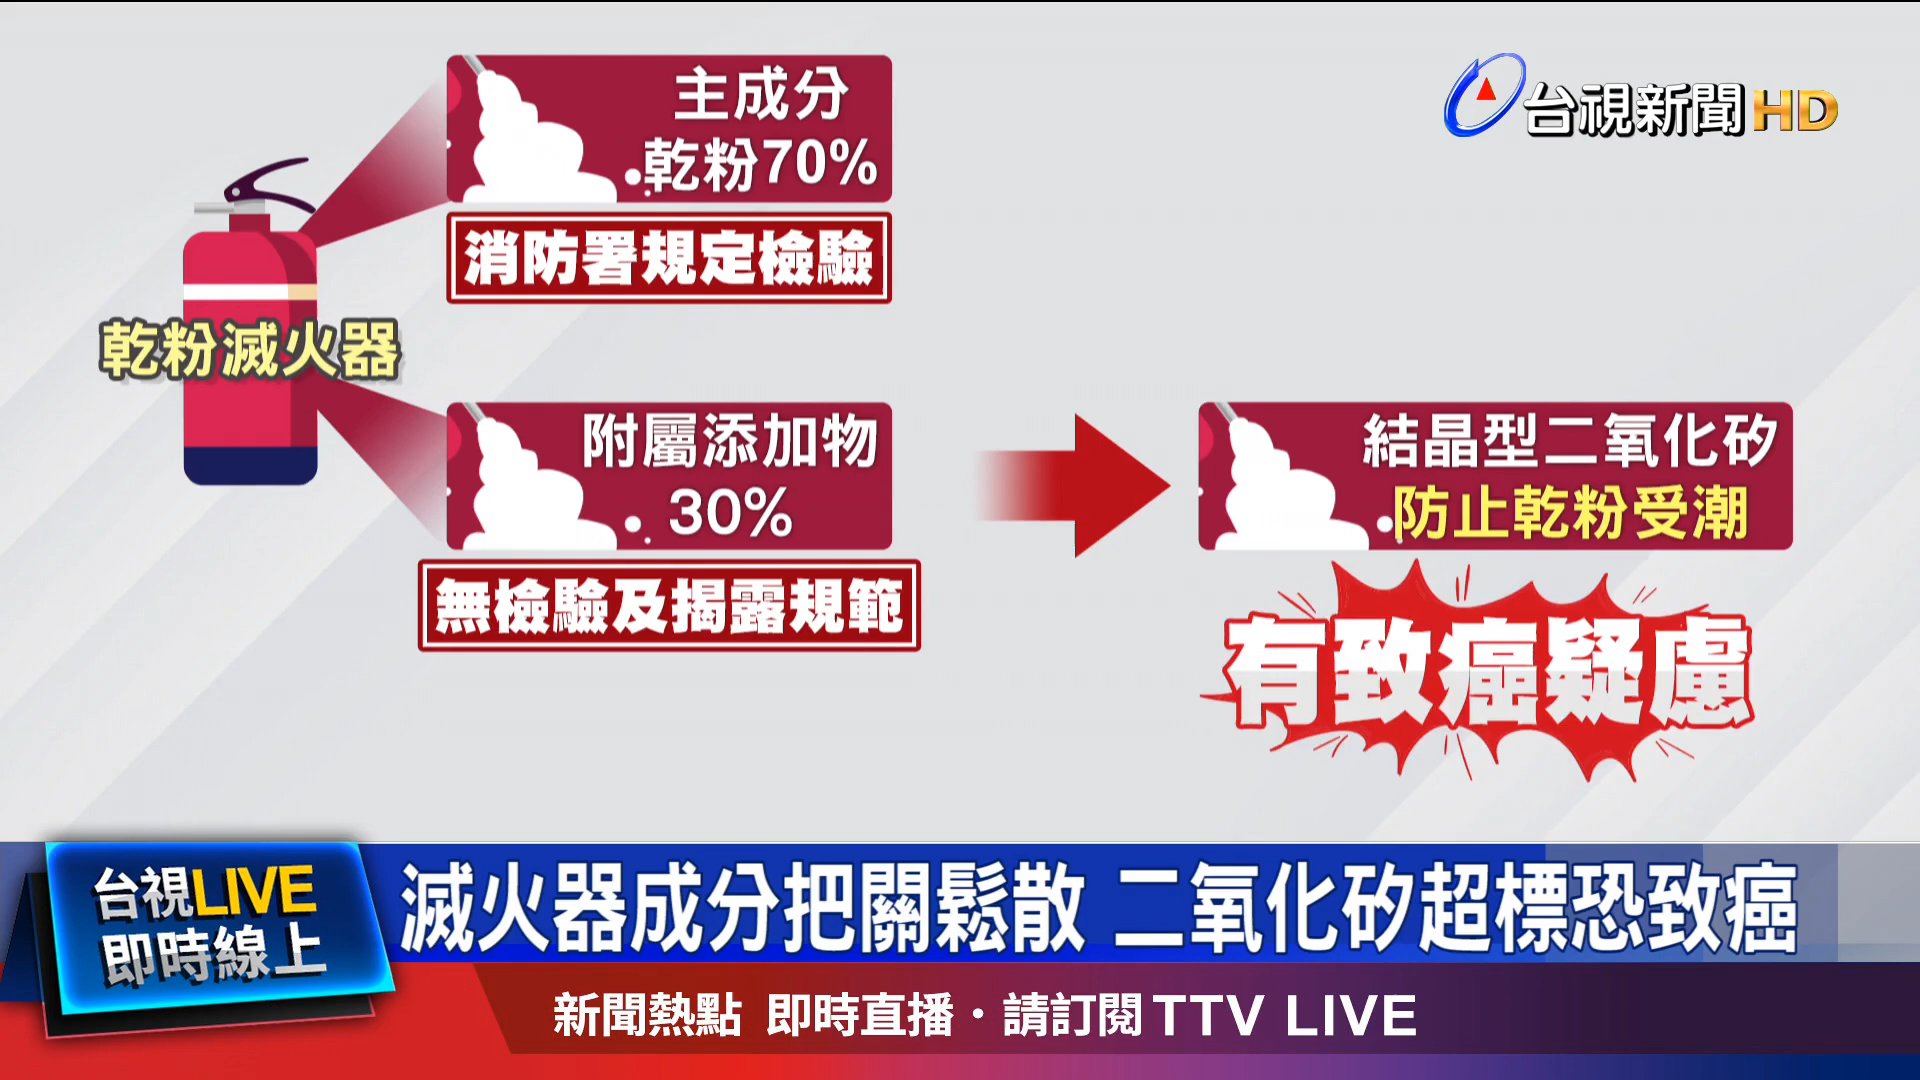 台視新聞HD
主成分
乾粉70%
消防署規定檢驗
乾粉滅火器
附屬添加物
30%
無檢驗及揭露規範
結晶型二氧化矽
防止乾粉受潮
有致癌疑慮
台視LIVE
即時線上
滅火器成分把關鬆散 二氧化矽超標恐致癌
新聞熱點 即時直播・請訂閱TTV LIVE